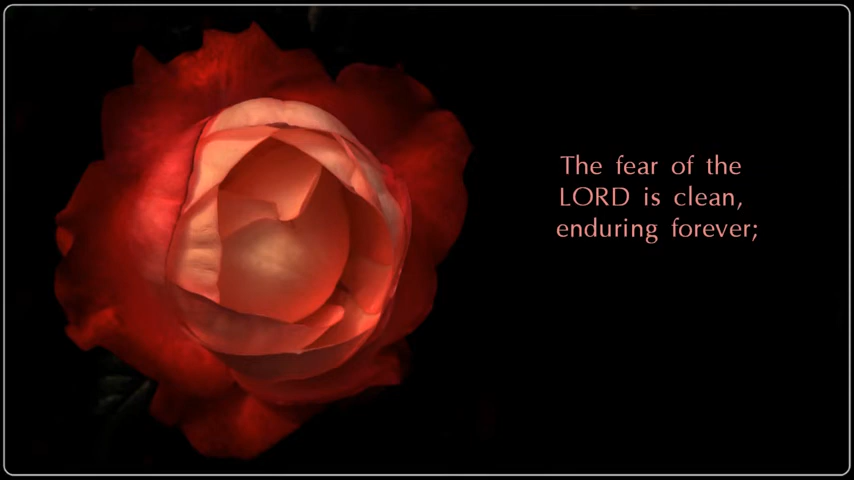 The fear of the
LORD is clean,
enduring forever;